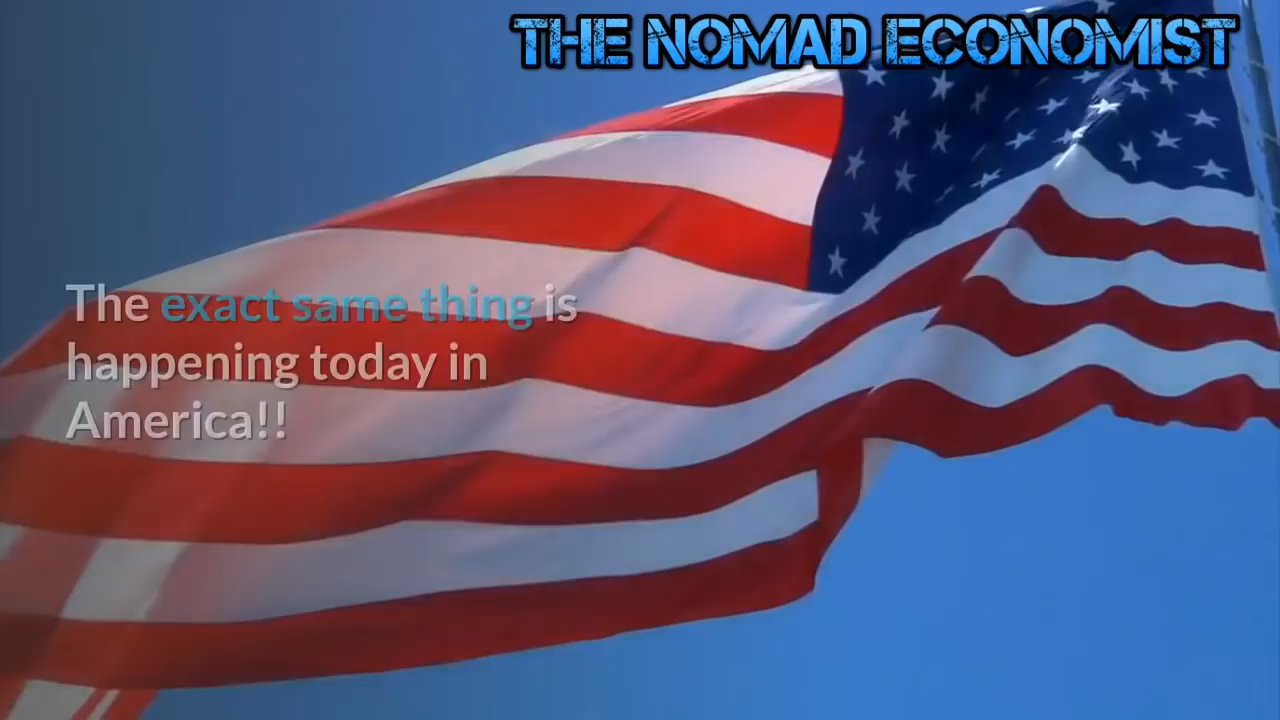 THE NOMAD ECONOMIST
The exact same thing is
happening today in
America!!